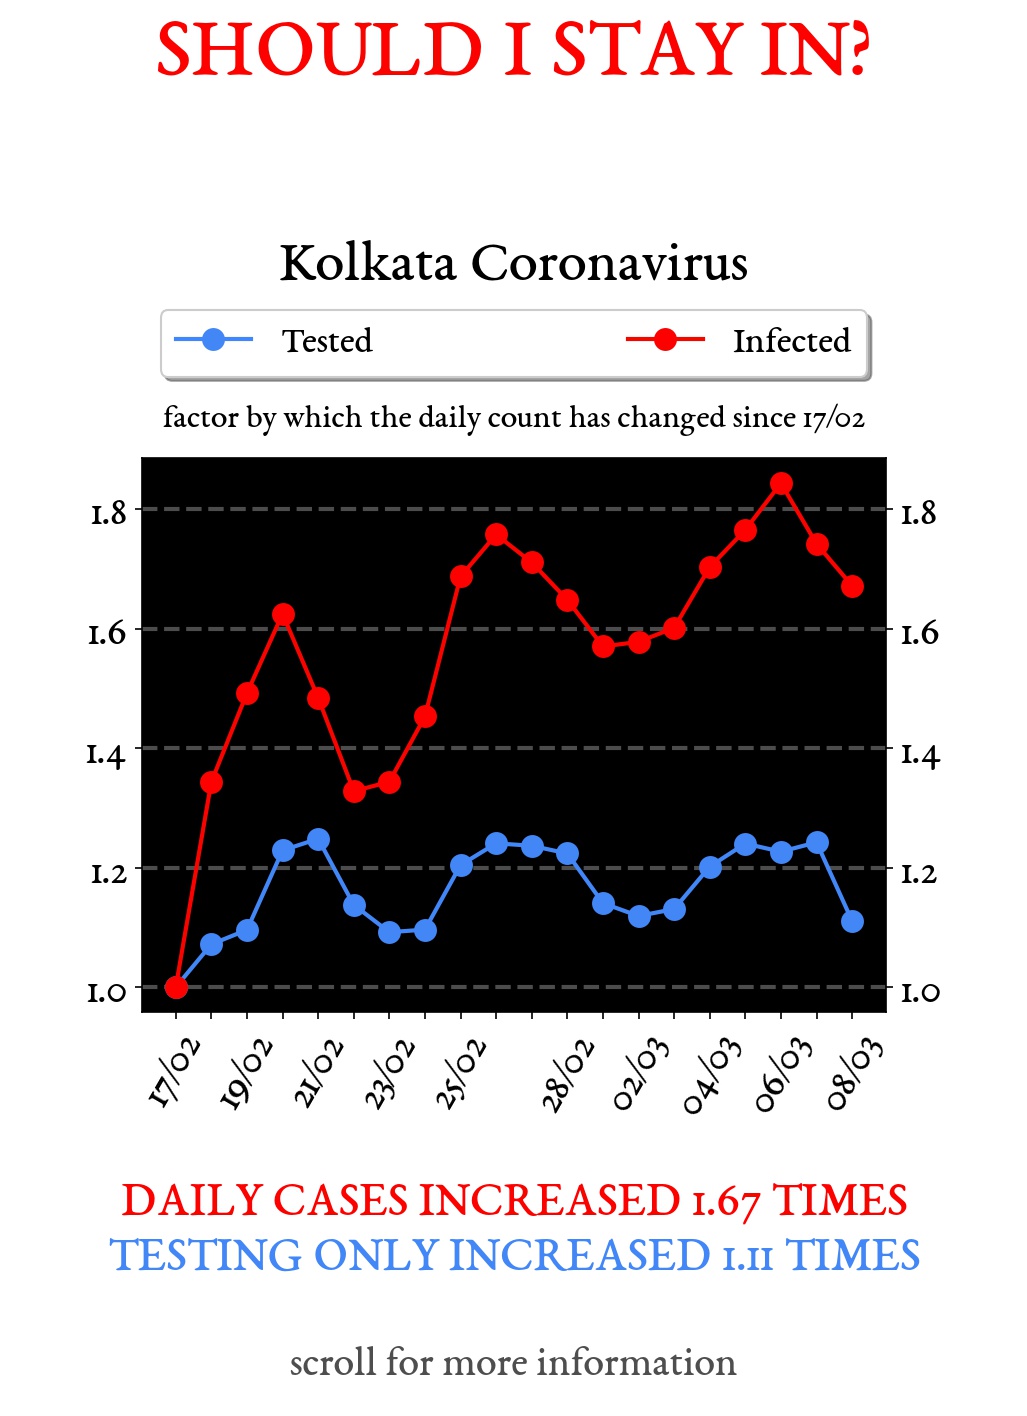 SHOULD I STAY IN?
Kolkata Coronavirus
Tested Infected
factor by which the daily count has changed since 17/02
1.8 1.8
1.6 1.6
1.4 1.4
1.2 1.2
1.0 1.0
17/02 19/02 21/02 23/02 25/02 28/02 02/03 04/03 06/03 08/03
DAILY CASES INCREASED 1.67 TIMES
TESTING ONLY INCREASED 1.11 TIMES
scroll for more information